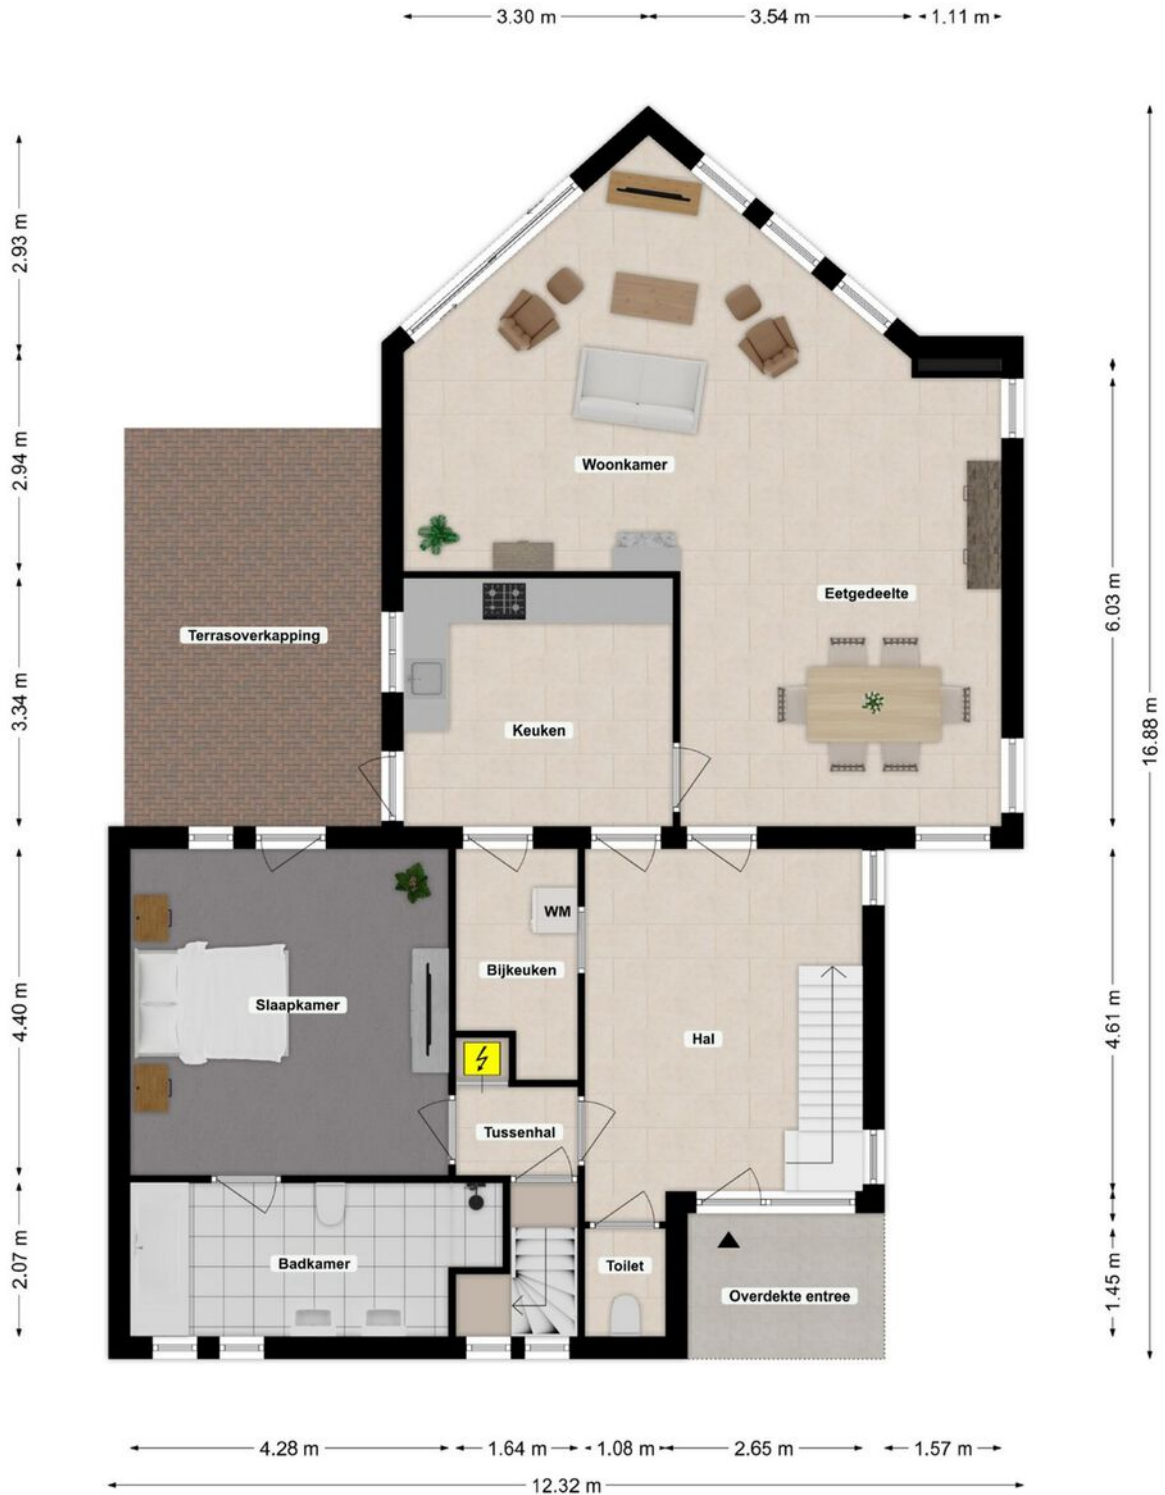 3.30 m
3.54 m
1.11 m
2.93 m
2.94 m
3.34 m
4.40 m
2.07 m
6.03 m
4.61 m
1.45 m
16.88 m
Woonkamer
Eetgedeelte
Terrasoverkapping
Keuken
WM
Bijkeuken
Slaapkamer
Hal
Tussenhal
Badkamer
Toilet
Overdekte entree
4.28 m
1.64 m
1.08 m
2.65 m
1.57 m
12.32 m